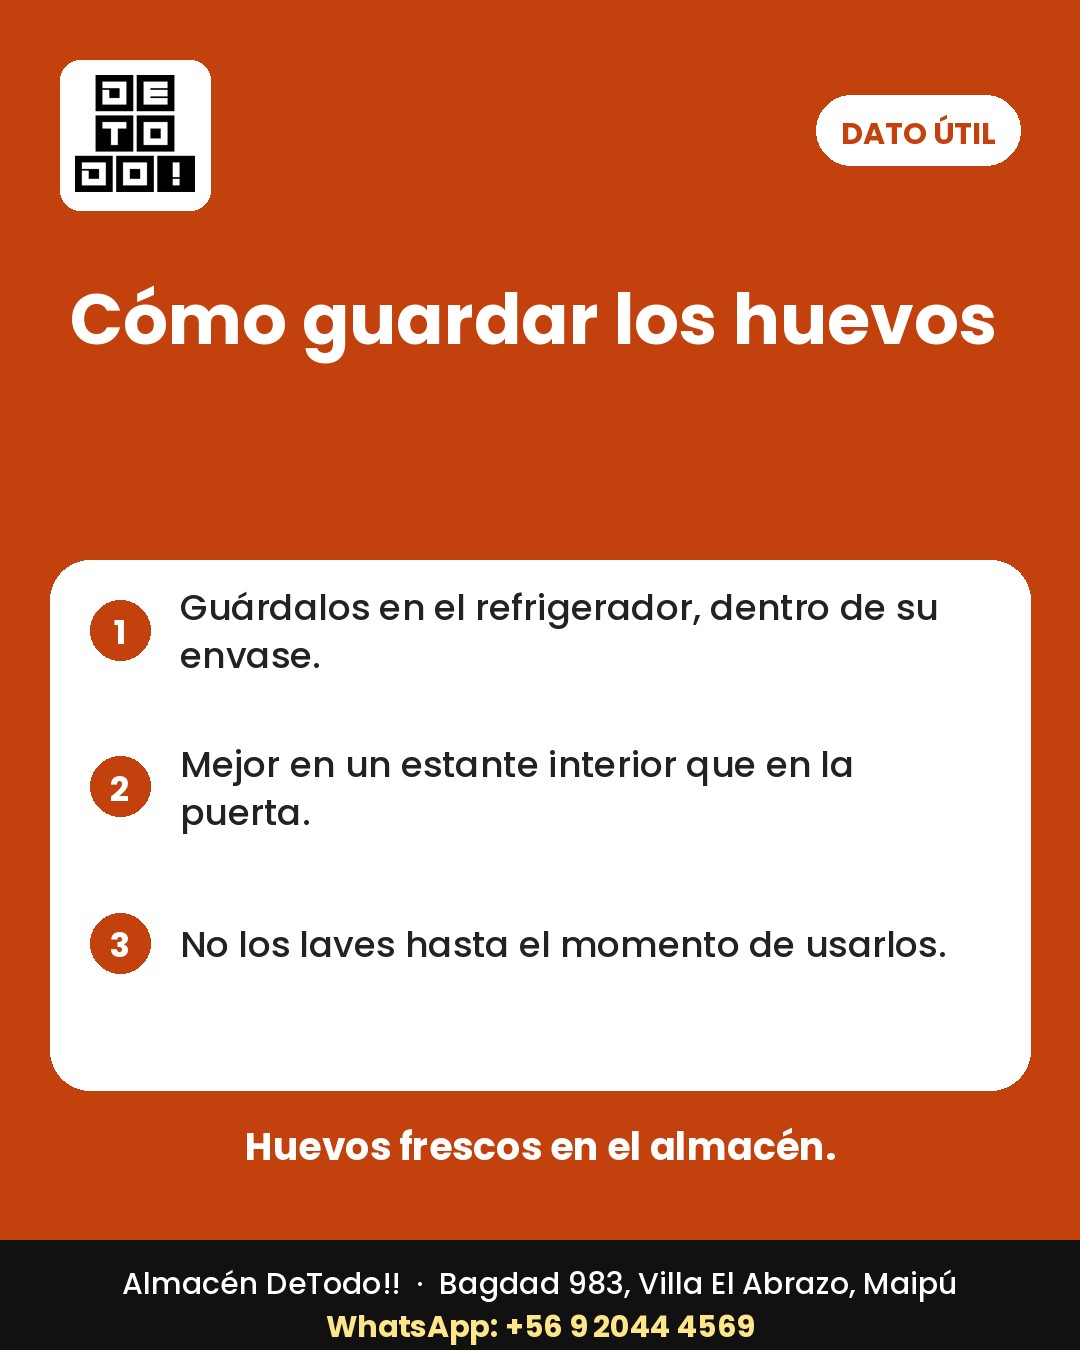 DE
TO
DO!
DATO ÚTIL
Cómo guardar los huevos
1 Guárdalos en el refrigerador, dentro de su
envase.
2 Mejor en un estante interior que en la
puerta.
3 No los laves hasta el momento de usarlos.
Huevos frescos en el almacén.
Almacén DeTodo!! · Bagdad 983, Villa El Abrazo, Maipú
WhatsApp: +56 9 2044 4569